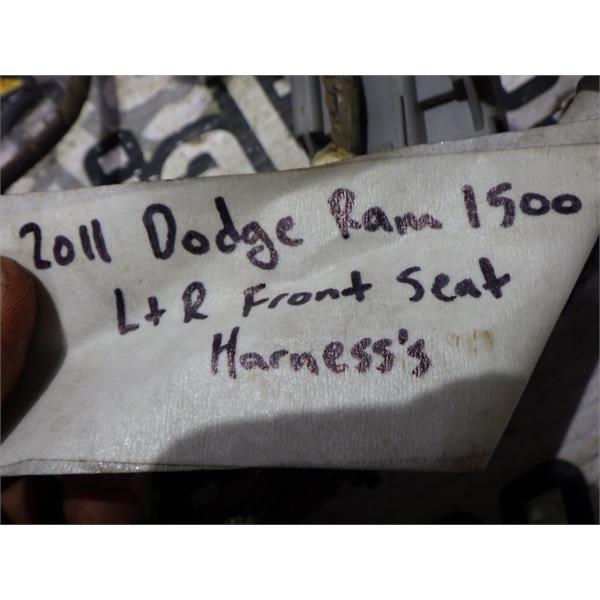 2011 Dodge Ram 1500
L+R Front Seat
Harness's